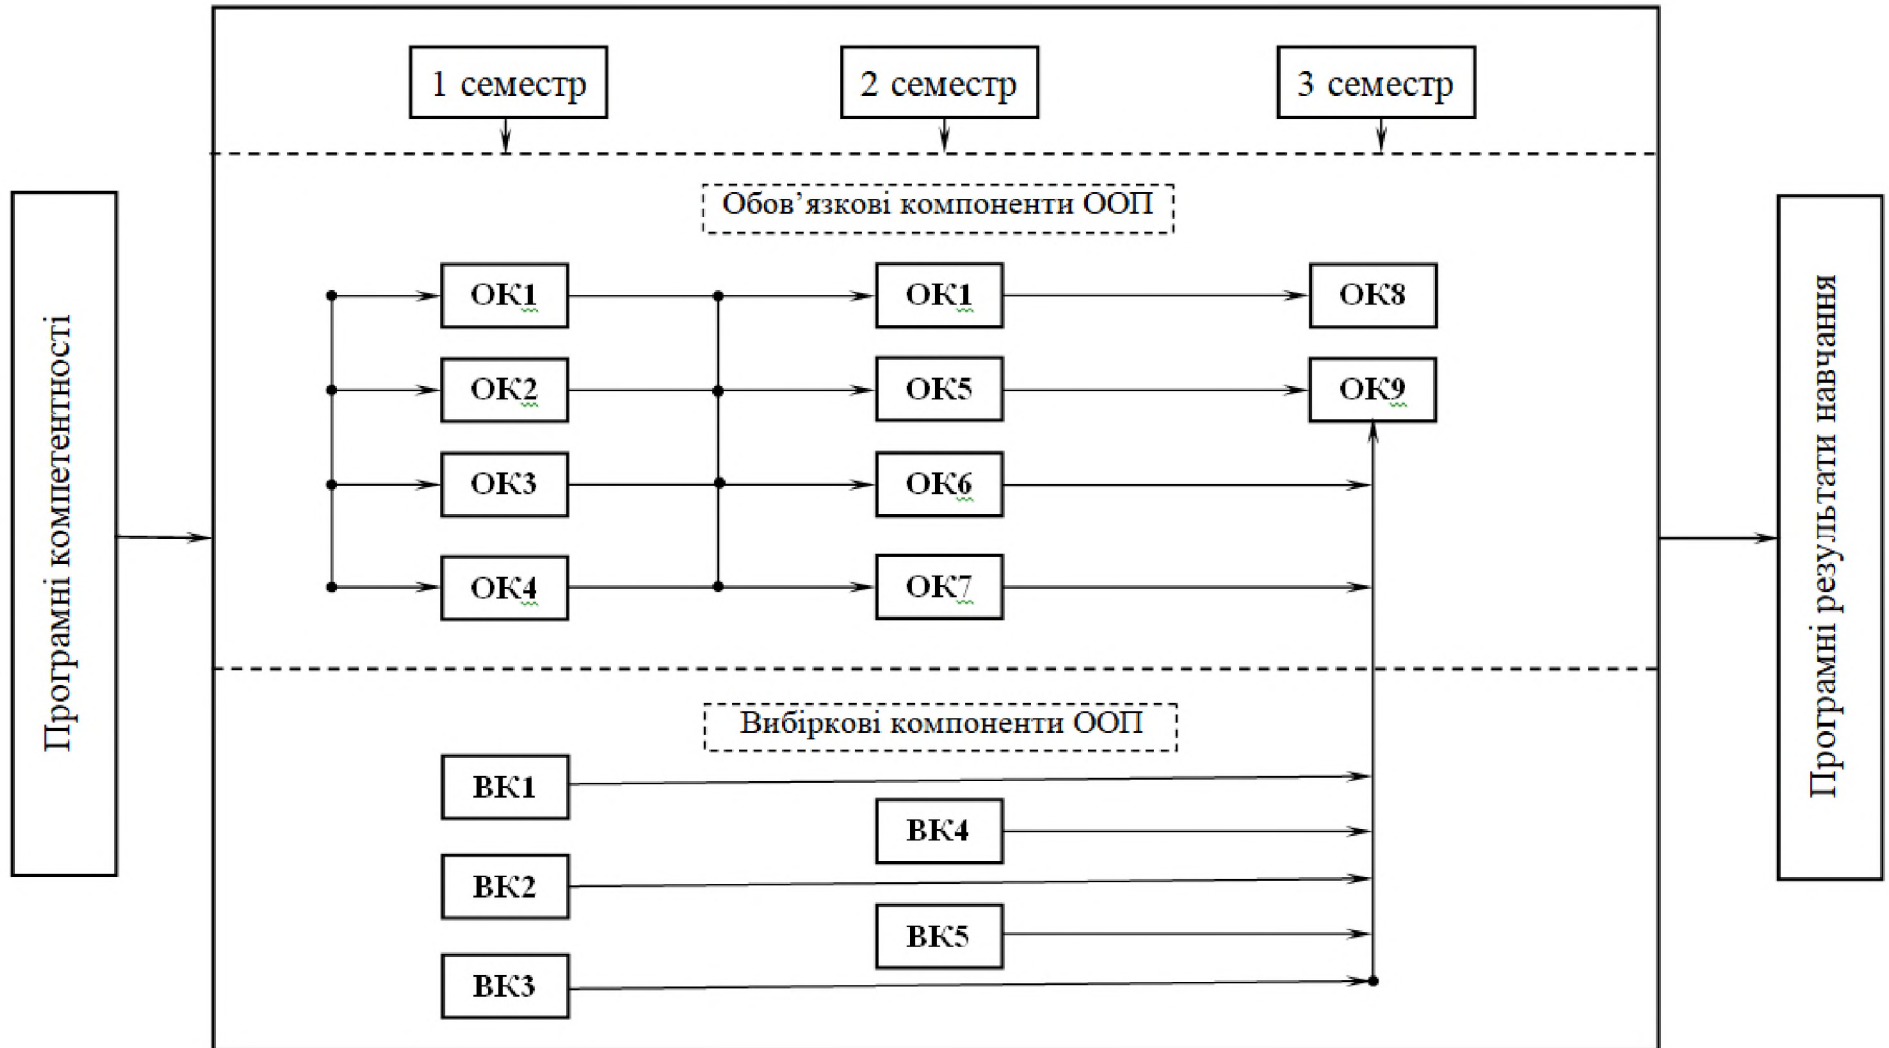 1 семестр
2 семестр
3 семестр
Обов’язкові компоненти ООП
Програмні компетентності
Програмні результати навчання
ОК1
ОК1
ОК8
ОК2
ОК5
ОК9
ОК3
ОК6
ОК4
ОК7
Вибіркові компоненти ООП
ВК1
ВК4
ВК2
ВК5
ВК3